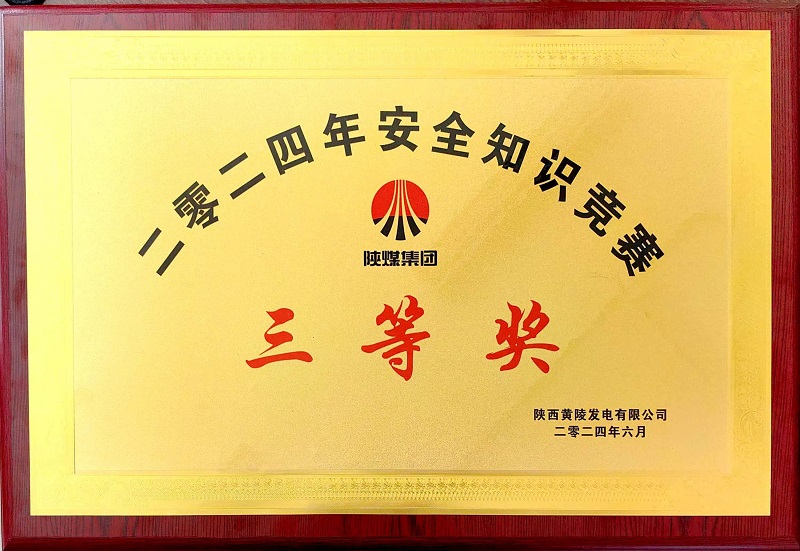 二零二四年安全知识竞赛
陕煤集团
三等奖
陕西黄陵发电有限公司
二零二四年六月